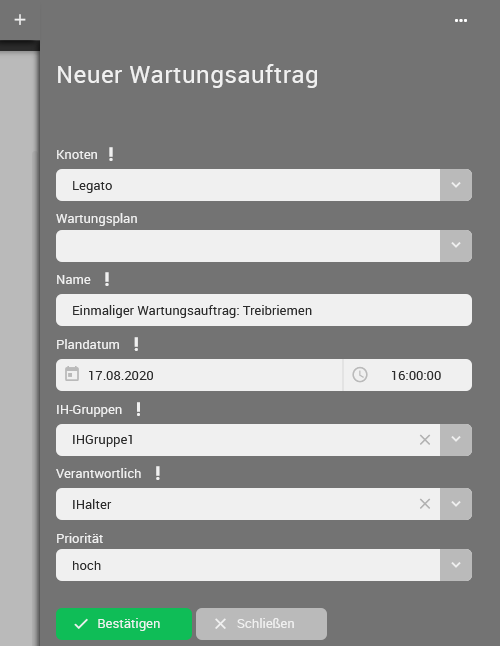 Neuer Wartungsauftrag
Knoten
Legato
Wartungsplan
Name
Einmaliger Wartungsauftrag: Treibriemen
Plandatum
17.08.2020 16:00:00
IH-Gruppen
IHGruppe1
Verantwortlich
IHalter
Priorität
hoch
Bestätigen Schließen